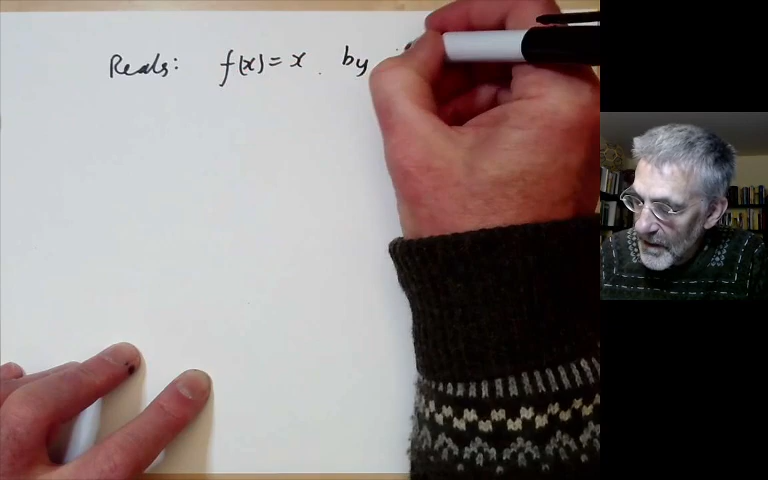 Reals: f(x) = x by